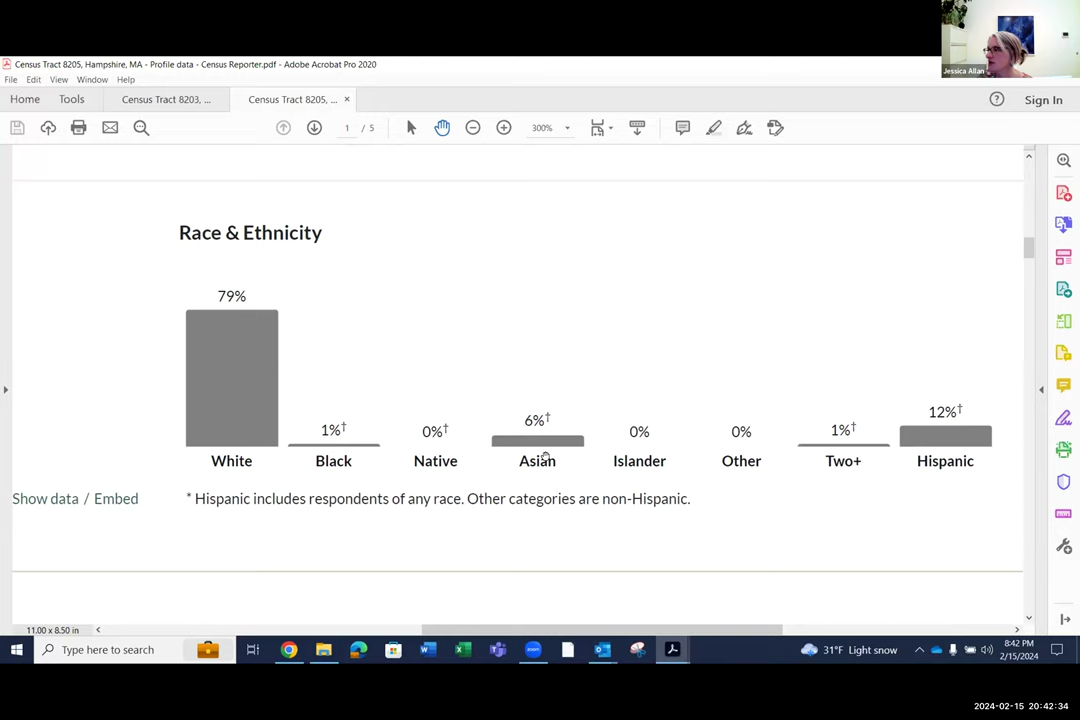 Jessica Allan
Census Tract 8205, Hampshire, MA - Profile data - Census Reporter.pdf - Adobe Acrobat Pro 2020
File Edit View Window Help
Home Tools Census Tract 8203, ... Census Tract 8205, ... × Sign In
1 / 5 300%
Race & Ethnicity
79% 1%† 0%† 6%† 0% 0% 1%† 12%†
White Black Native Asian Islander Other Two+ Hispanic
Show data / Embed * Hispanic includes respondents of any race. Other categories are non-Hispanic.
11.00 x 8.50 in
Type here to search 31°F Light snow 8:42 PM
2/15/2024
2024-02-15 20:42:34